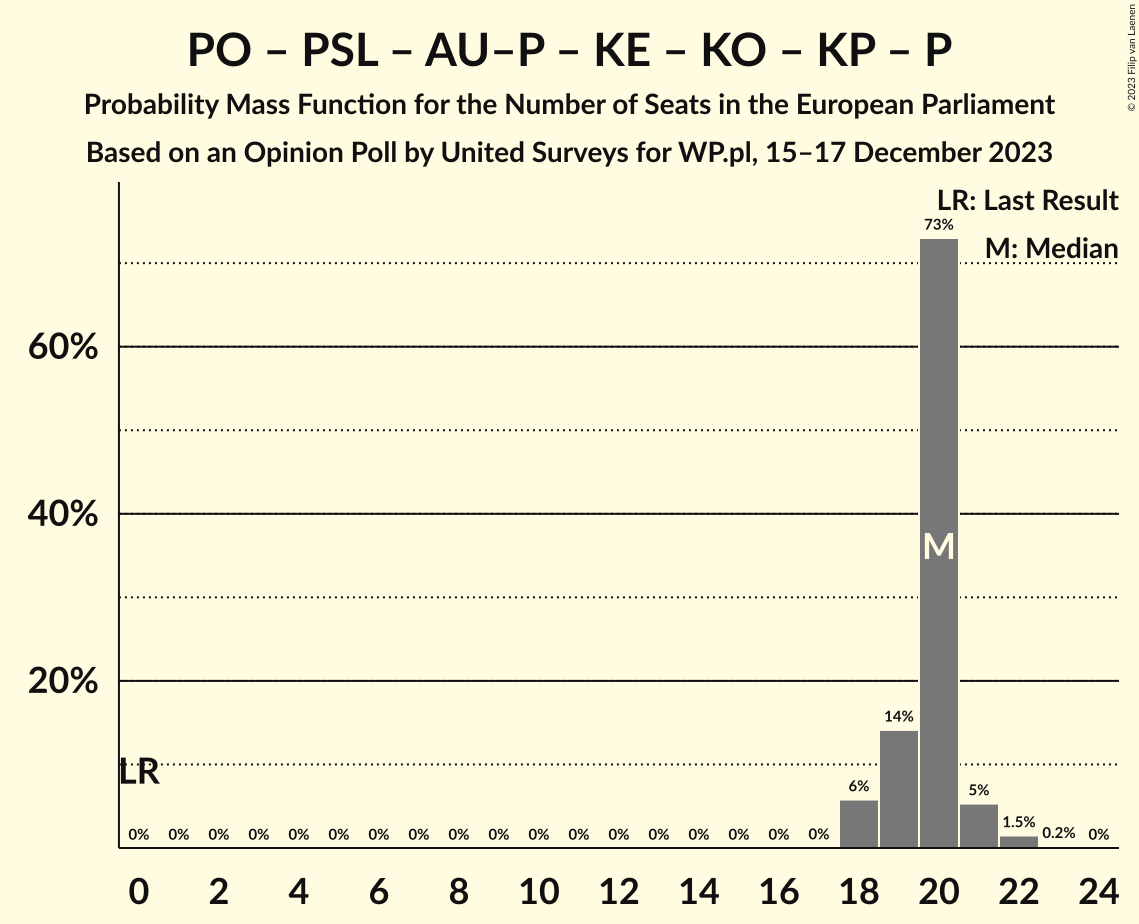 PO – PSL – AU–P – KE – KO – KP – P
Probability Mass Function for the Number of Seats in the European Parliament
Based on an Opinion Poll by United Surveys for WP.pl, 15–17 December 2023
© 2023 Filip van Laenen
LR: Last Result
M: Median
73%
60%
40%
M
20%
14%
LR
6%
5%
0% 0% 0% 0% 0% 0% 0% 0% 0% 0% 0% 0% 0% 0% 0% 0% 0% 0% 1.5% 0.2% 0%
0 2 4 6 8 10 12 14 16 18 20 22 24